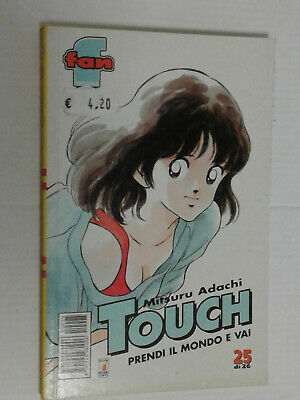 fan
€ 4,20
Mitsuru Adachi
TOUCH
PRENDI IL MONDO E VAI
25
di 26